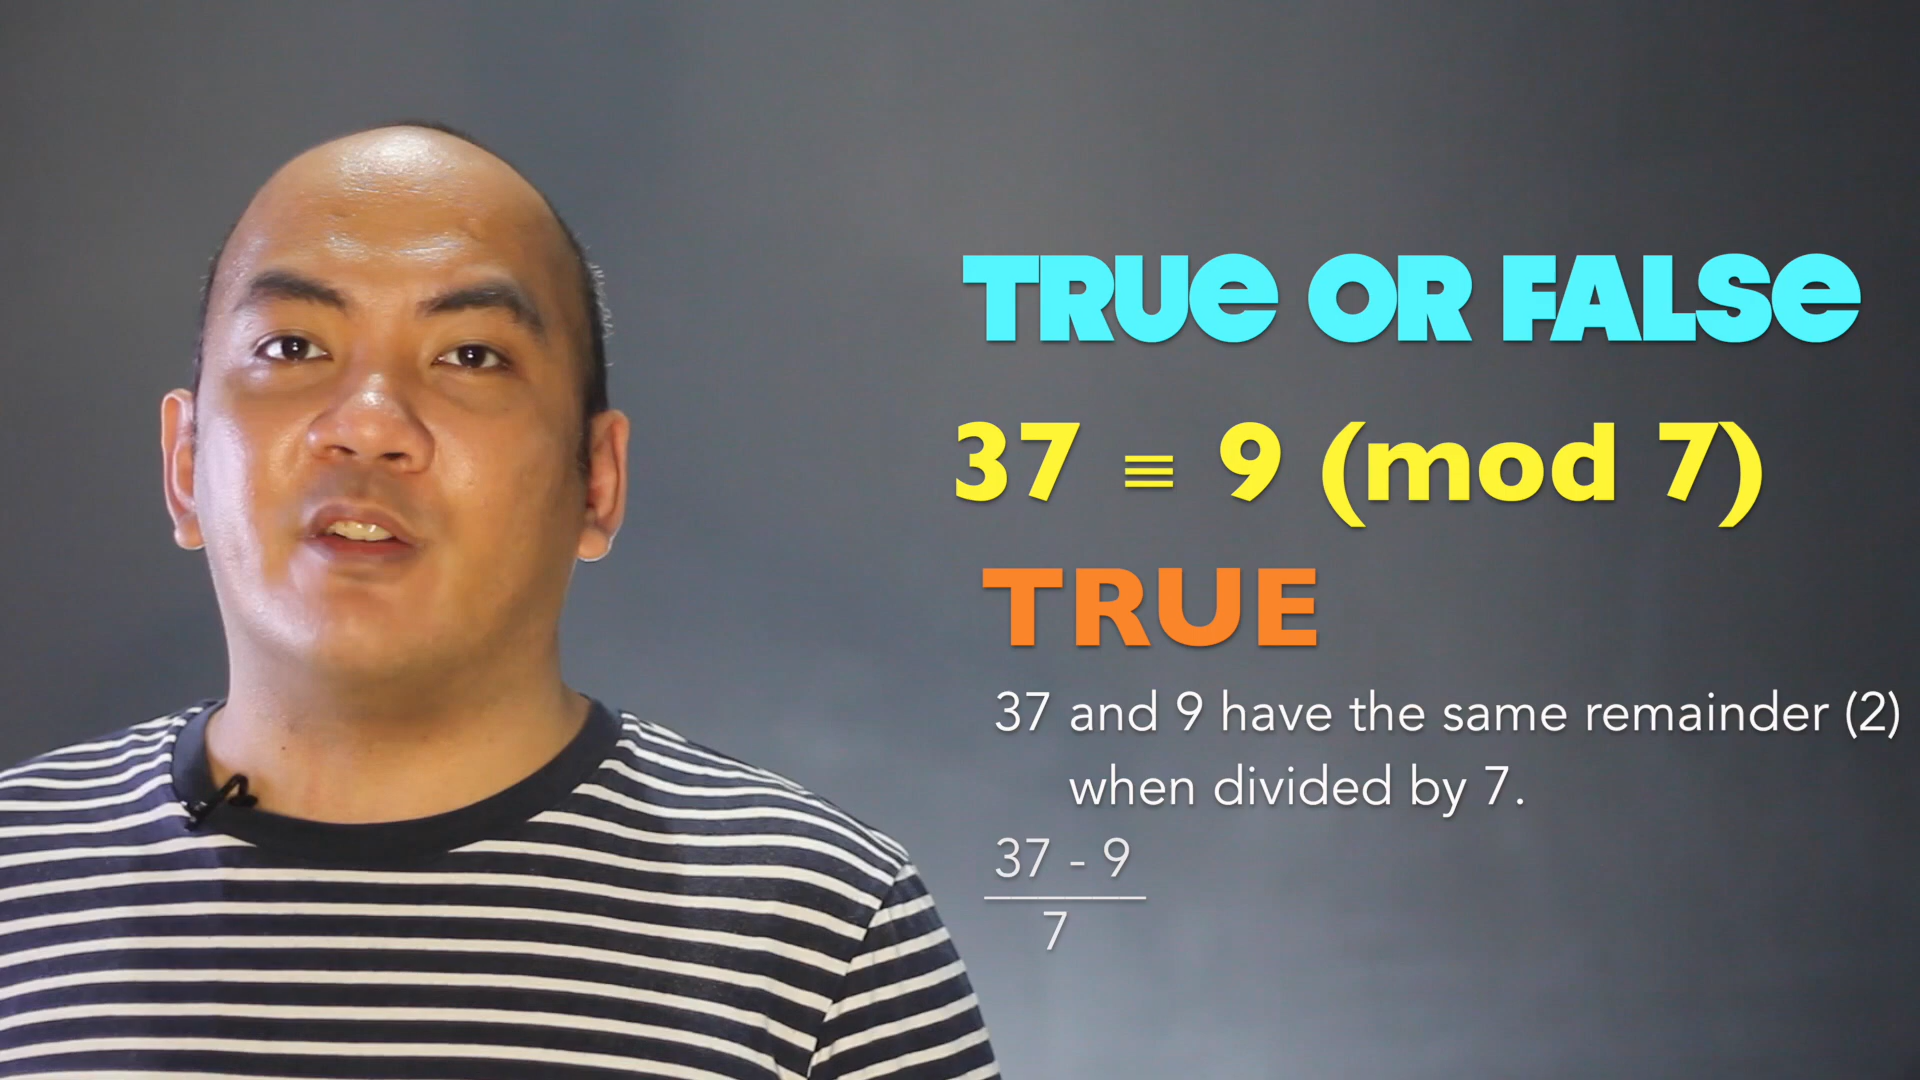 TRUe OR FALSe
37 ≡ 9 (mod 7)
TRUE
37 and 9 have the same remainder (2)
when divided by 7.
37 - 9
7